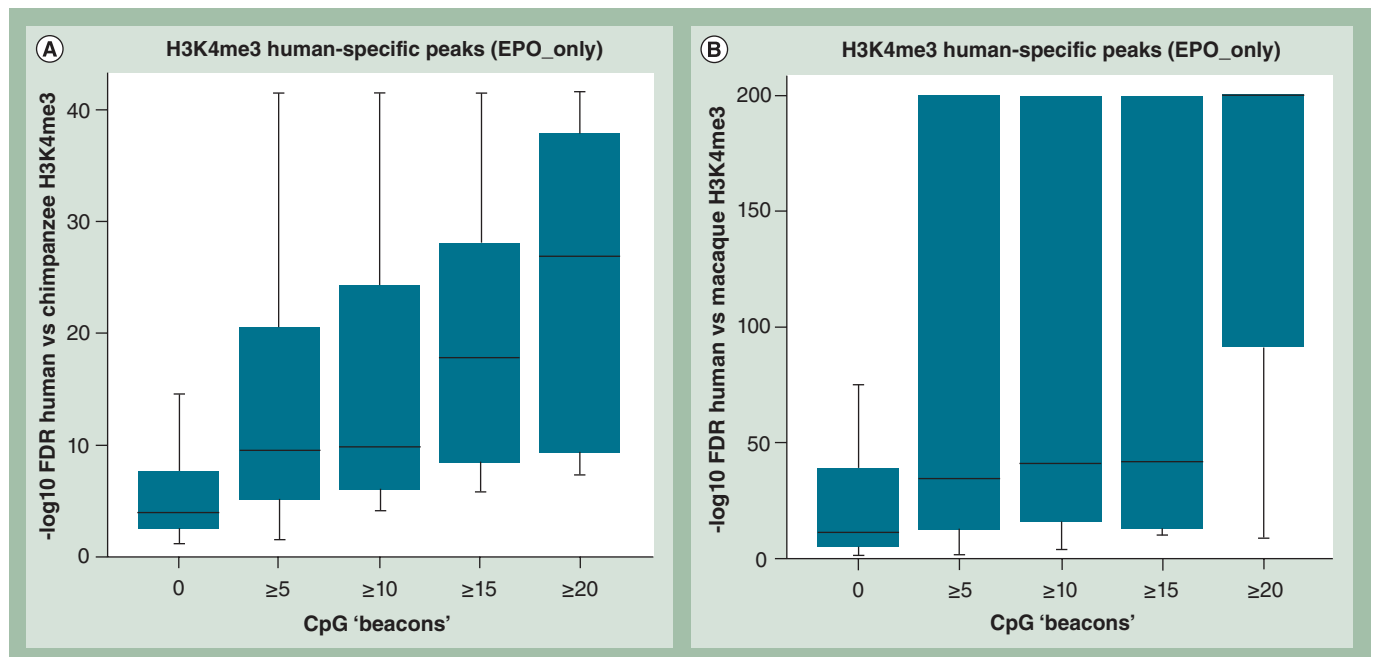 A
H3K4me3 human-specific peaks (EPO_only)
-log10 FDR human vs chimpanzee H3K4me3
40
30
20
10
0
0
≥5
≥10
≥15
≥20
CpG ‘beacons’
B
H3K4me3 human-specific peaks (EPO_only)
-log10 FDR human vs macaque H3K4me3
200
150
100
50
0
0
≥5
≥10
≥15
≥20
CpG ‘beacons’